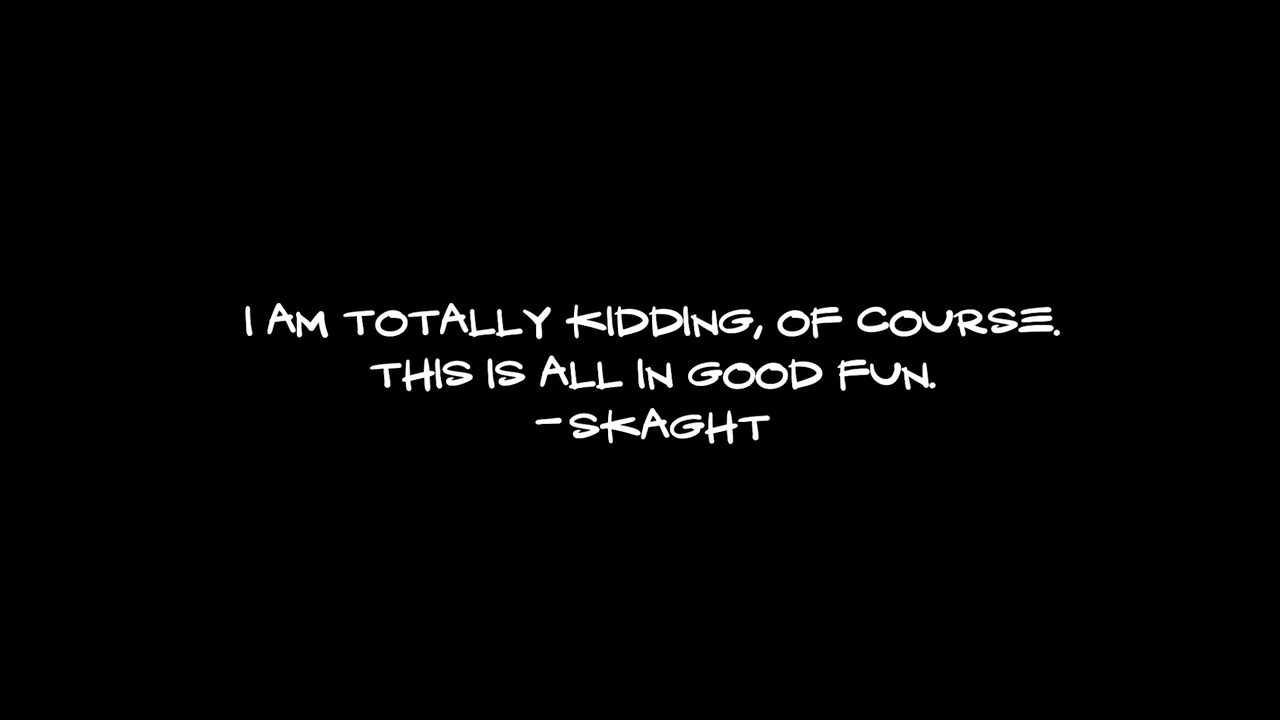 I AM TOTALLY KIDDING, OF COURSE.
THIS IS ALL IN GOOD FUN.
-SKAGHT